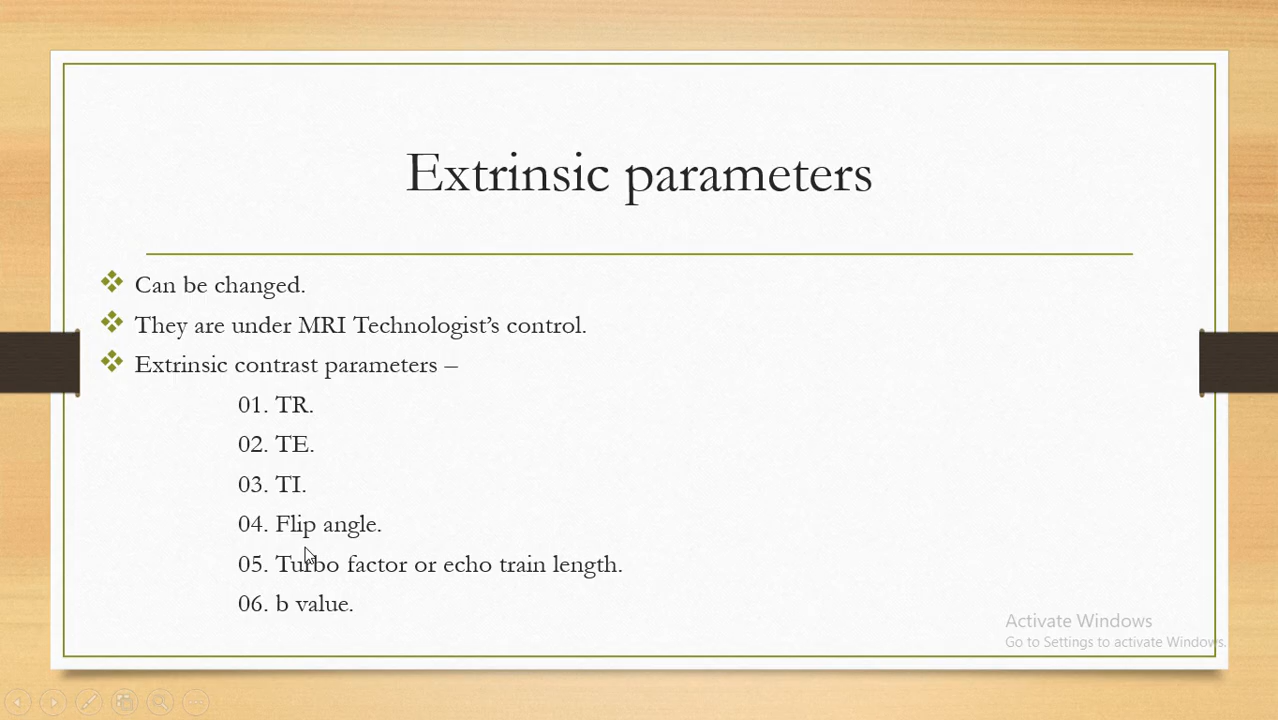 Extrinsic parameters
Can be changed.
They are under MRI Technologist’s control.
Extrinsic contrast parameters –
01. TR.
02. TE.
03. TI.
04. Flip angle.
05. Turbo factor or echo train length.
06. b value.
Activate Windows
Go to Settings to activate Windows.